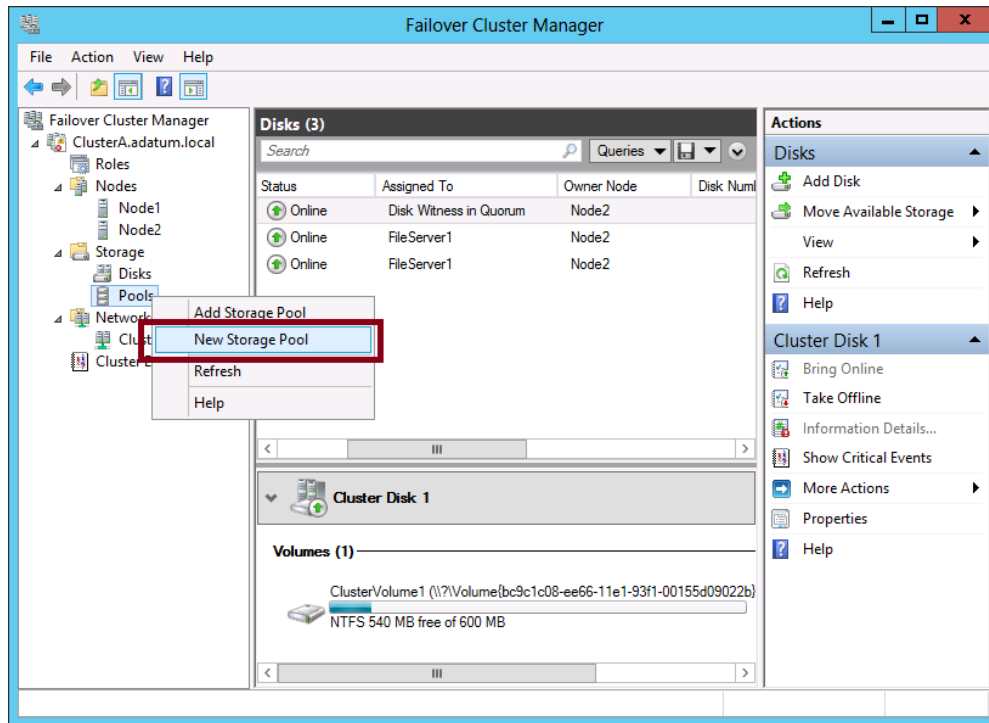 Failover Cluster Manager
File Action View Help
Failover Cluster Manager
ClusterA.adatum.local
Roles
Nodes
Node1
Node2
Storage
Disks
Pools
Network
Clust
Cluster E
Add Storage Pool
New Storage Pool
Refresh
Help
Disks (3)
Search
Queries
Status Assigned To Owner Node Disk Numl
Online Disk Witness in Quorum Node2
Online FileServer1 Node2
Online FileServer1 Node2
Cluster Disk 1
Volumes (1)
ClusterVolume1 (\\?\Volume{bc9c1c08-ee66-11e1-93f1-00155d09022b}
NTFS 540 MB free of 600 MB
Actions
Disks
Add Disk
Move Available Storage
View
Refresh
Help
Cluster Disk 1
Bring Online
Take Offline
Information Details...
Show Critical Events
More Actions
Properties
Help